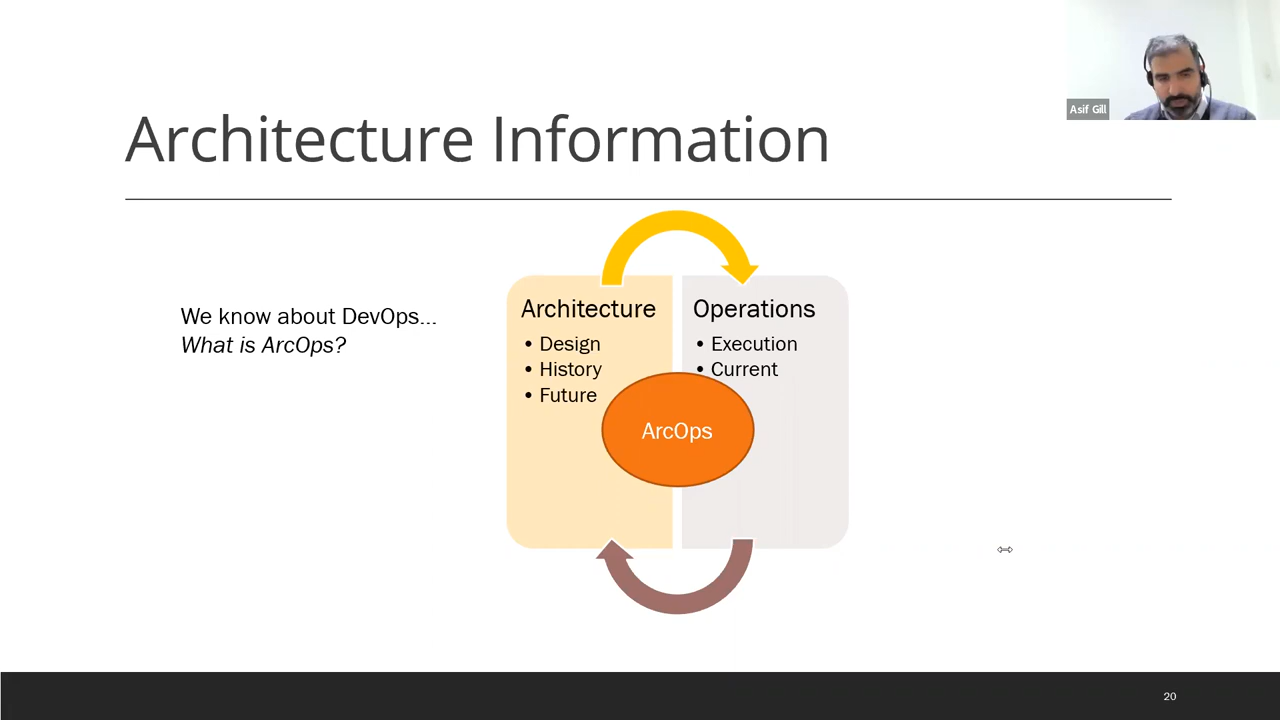 Asif Gill
Architecture Information
We know about DevOps...
What is ArcOps?
Architecture
• Design
• History
• Future
Operations
• Execution
• Current
ArcOps
20